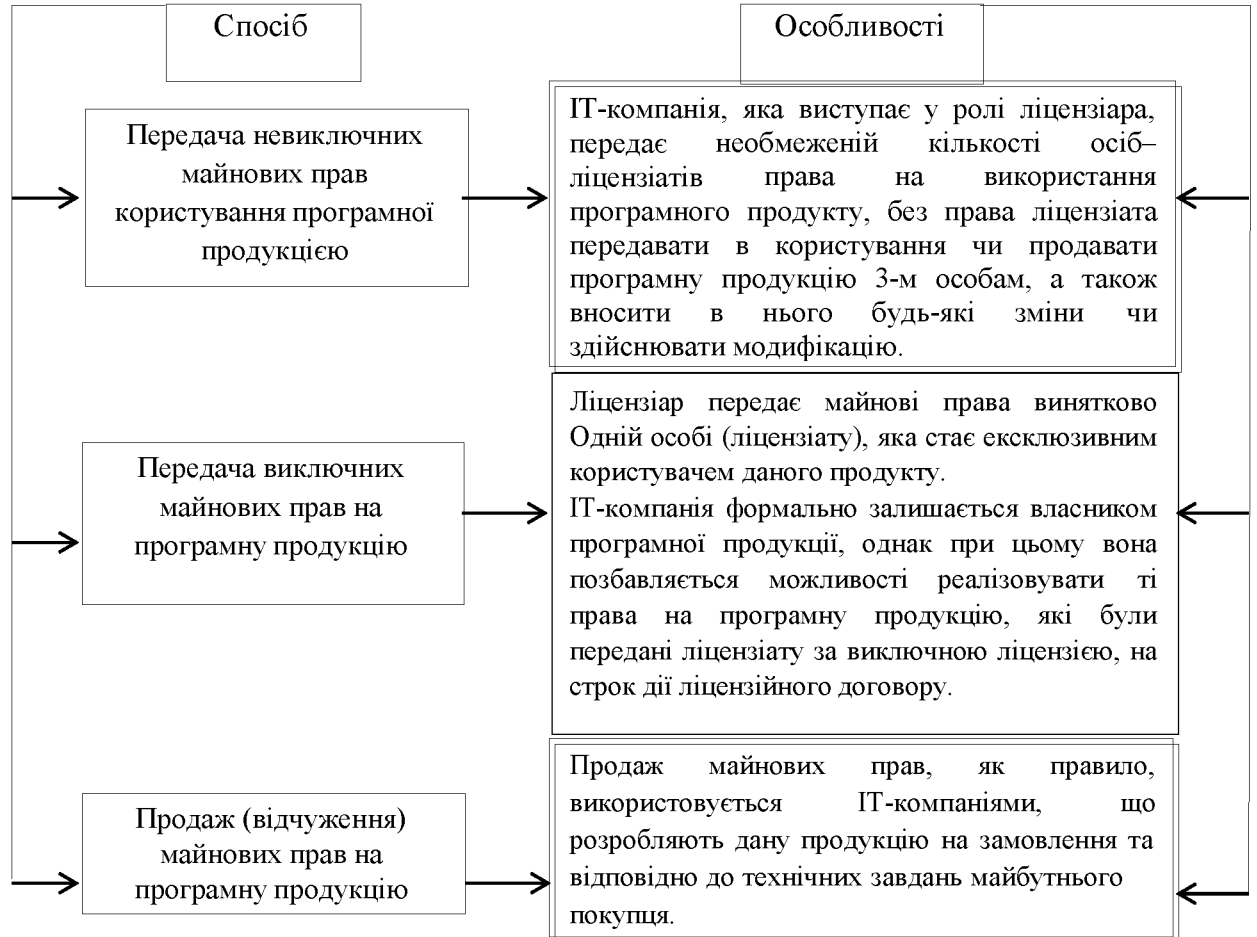 Спосіб
Особливості
Передача невиключних
майнових прав
користування програмної
продукцією
ІТ-компанія, яка виступає у ролі ліцензіара,
передає необмеженій кількості осіб–
ліцензіатів права на використання
програмного продукту, без права ліцензіата
передавати в користування чи продавати
програмну продукцію 3-м особам, а також
вносити в нього будь-які зміни чи
здійснювати модифікацію.
Передача виключних
майнових прав на
програмну продукцію
Ліцензіар передає майнові права винятково
Одній особі (ліцензіату), яка стає ексклюзивним
користувачем даного продукту.
ІТ-компанія формально залишається власником
програмної продукції, однак при цьому вона
позбавляється можливості реалізовувати ті
права на програмну продукцію, які були
передані ліцензіату за виключною ліцензією, на
строк дії ліцензійного договору.
Продаж (відчуження)
майнових прав на
програмну продукцію
Продаж майнових прав, як правило,
використовується ІТ-компаніями, що
розробляють дану продукцію на замовлення та
відповідно до технічних завдань майбутнього
покупця.